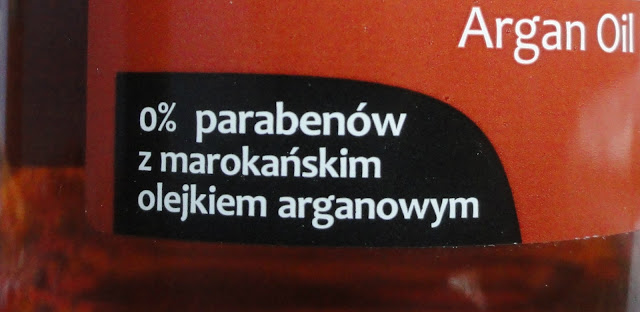 Argan Oil
0% parabenów
z marokańskim
olejkiem arganowym